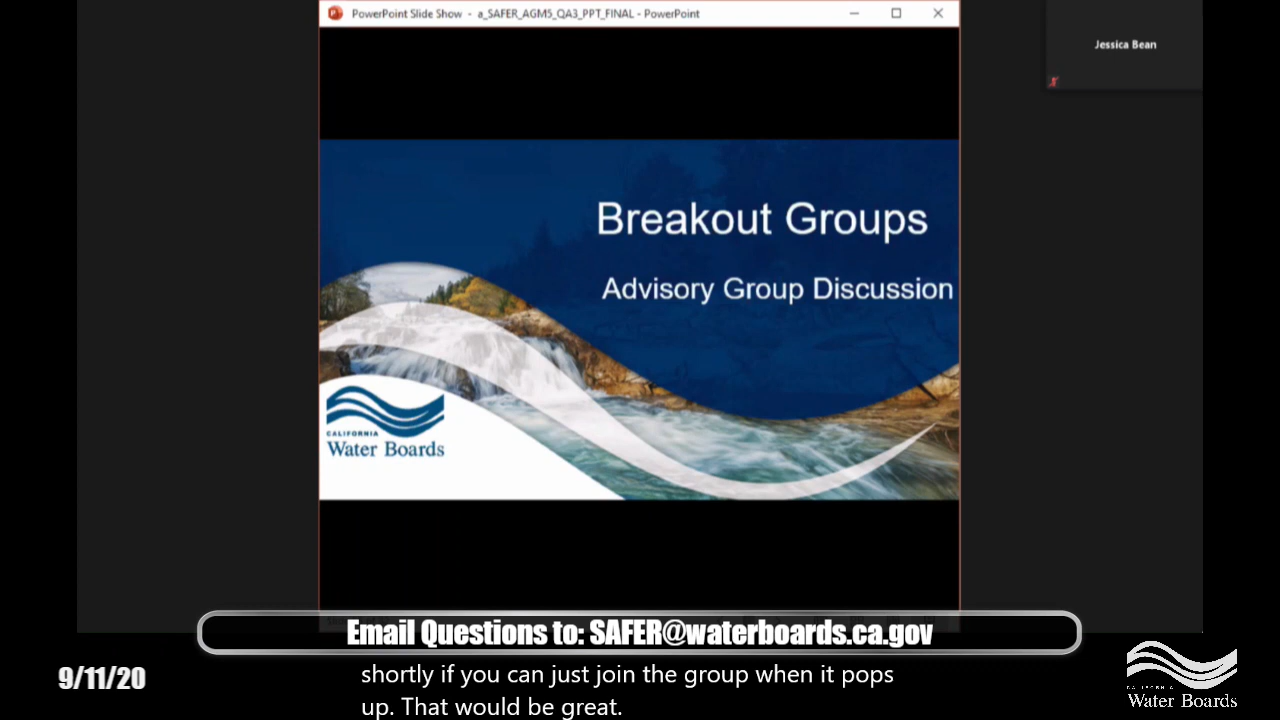 PowerPoint Slide Show - a_SAFER_AGM5_QA3_PPT_FINAL - PowerPoint
Jessica Bean
Breakout Groups
Advisory Group Discussion
CALIFORNIA
Water Boards
Email Questions to: SAFER@waterboards.ca.gov
9/11/20
shortly if you can just join the group when it pops
up. That would be great.
CALIFORNIA
Water Boards